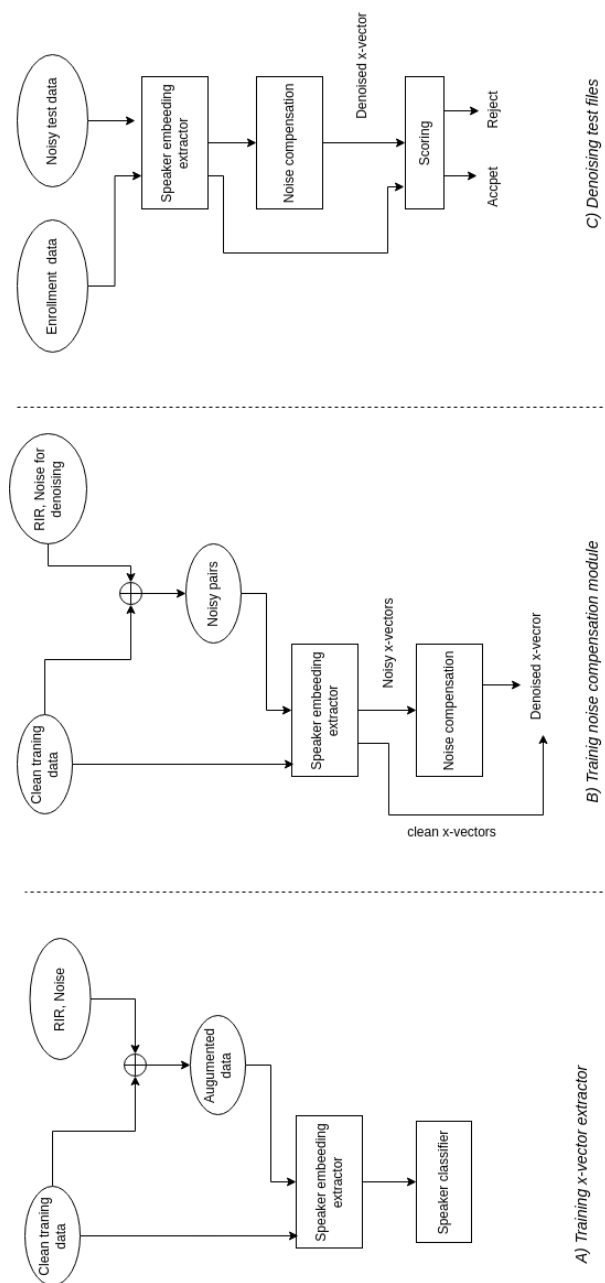 Clean traning
data
RIR, Noise
Augumented
data
Speaker embeeding
extractor
Speaker classifier
A) Training x-vector extractor
Clean traning
data
RIR, Noise for
denoising
Noisy pairs
Speaker embeeding
extractor
Noisy x-vectors
Noise compensation
clean x-vectors
Denoised x-vecror
B) Trainig noise compensation module
Enrollment data
Noisy test data
Speaker embeeding
extractor
Noise compensation
Denoised x-vector
Scoring
Accpet
Reject
C) Denoising test files